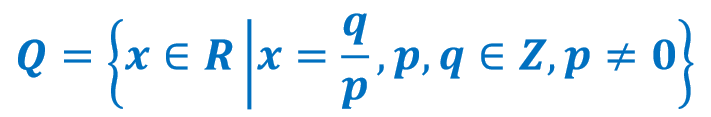 Q = {x ∈ R | x = q/p, p, q ∈ Z, p ≠ 0}